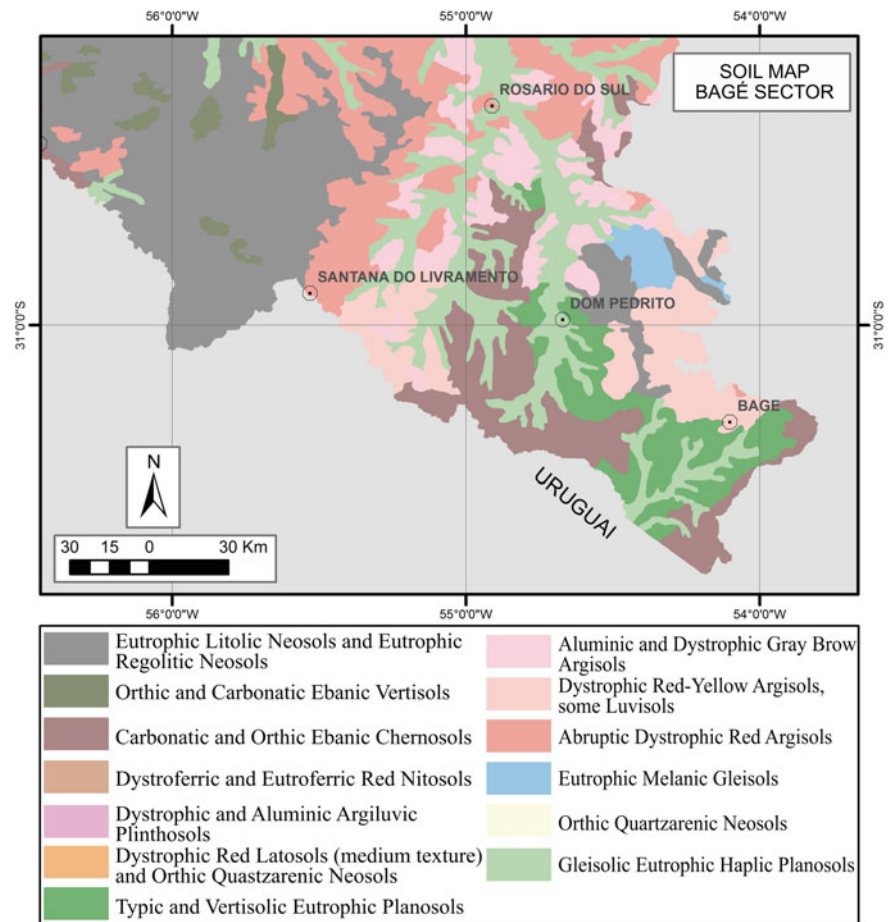 56°0'0"W
55°0'0"W
54°0'0"W
SOIL MAP
BAGÉ SECTOR
ROSARIO DO SUL
SANTANA DO LIVRAMENTO
DOM PEDRITO
31°0'0"S
31°0'0"S
BAGE
URUGUAI
N
30 15 0 30 Km
56°0'0"W
55°0'0"W
54°0'0"W
Eutrophic Litolic Neosols and Eutrophic
Regolitic Neosols
Orthic and Carbonatic Ebanic Vertisols
Carbonatic and Orthic Ebanic Chernosols
Dystroferric and Eutroferric Red Nitosols
Dystrophic and Aluminic Argiluvic
Plinthosols
Dystrophic Red Latosols (medium texture)
and Orthic Quastzarenic Neosols
Typic and Vertisolic Eutrophic Planosols
Aluminic and Dystrophic Gray Brow
Argisols
Dystrophic Red-Yellow Argisols,
some Luvisols
Abruptic Dystrophic Red Argisols
Eutrophic Melanic Gleisols
Orthic Quartzarenic Neosols
Gleisolic Eutrophic Haplic Planosols